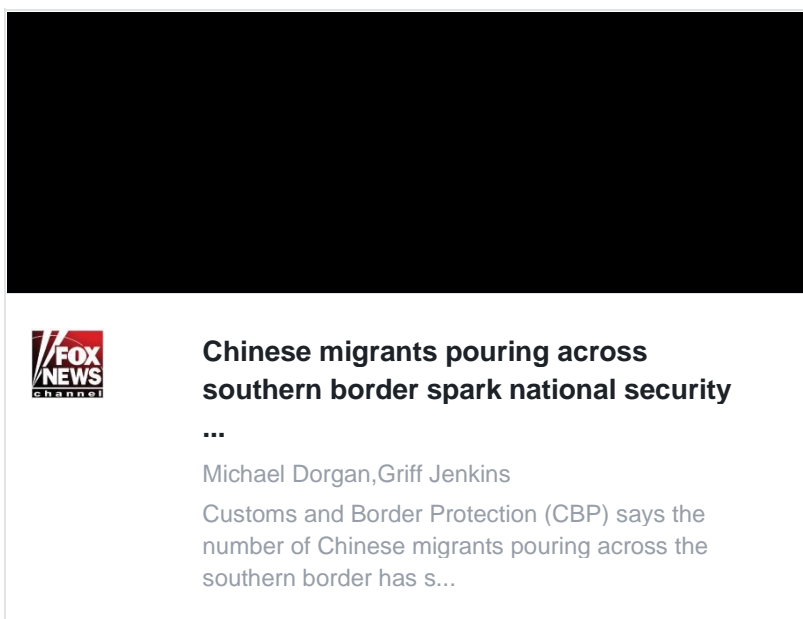 FOX
NEWS
channel
Chinese migrants pouring across
southern border spark national security
...
Michael Dorgan,Griff Jenkins
Customs and Border Protection (CBP) says the
number of Chinese migrants pouring across the
southern border has s...